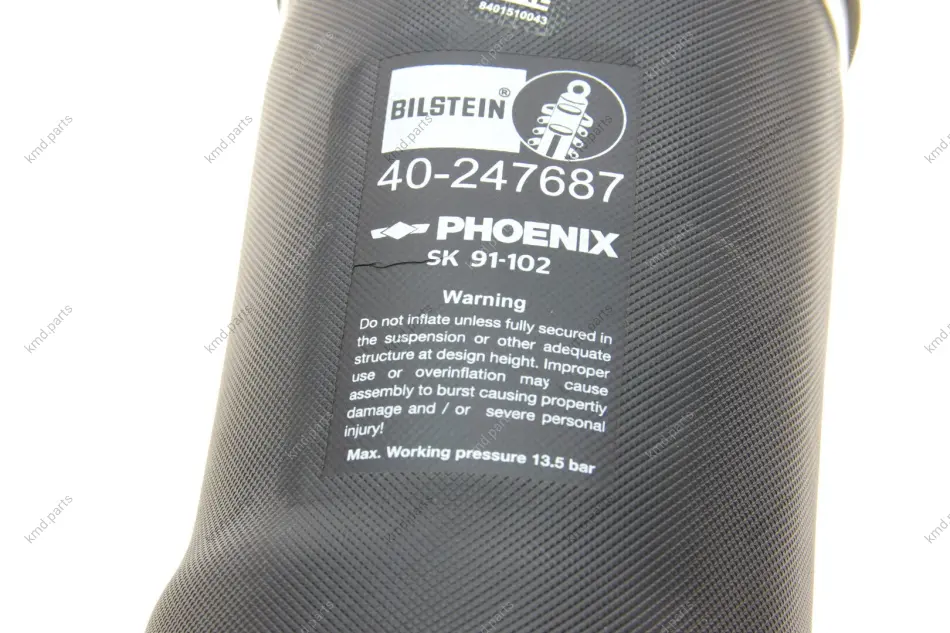 8401510043
BILSTEIN®
40-247687
PHOENIX
SK 91-102
Warning
Do not inflate unless fully secured in
the suspension or other adequate
structure at design height. Improper
use or overinflation may cause
assembly to burst causing propertiy
damage and / or severe personal
injury!
Max. Working pressure 13.5 bar
kmd.parts